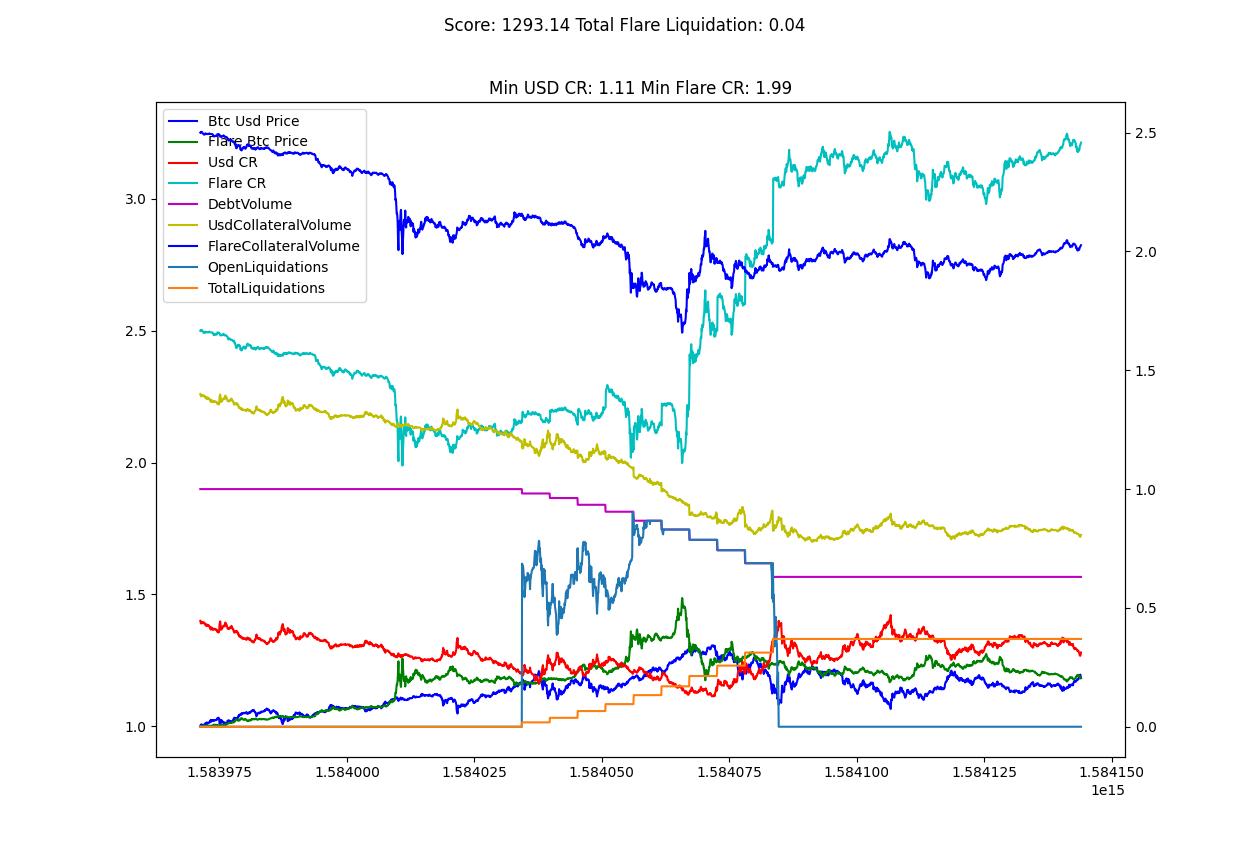 Score: 1293.14 Total Flare Liquidation: 0.04
Min USD CR: 1.11 Min Flare CR: 1.99
Btc Usd Price
Flare Btc Price
Usd CR
Flare CR
DebtVolume
UsdCollateralVolume
FlareCollateralVolume
OpenLiquidations
TotalLiquidations
3.0
2.5
2.0
1.5
1.0
2.5
2.0
1.5
1.0
0.5
0.0
1.583975 1.584000 1.584025 1.584050 1.584075 1.584100 1.584125 1.584150
1e15